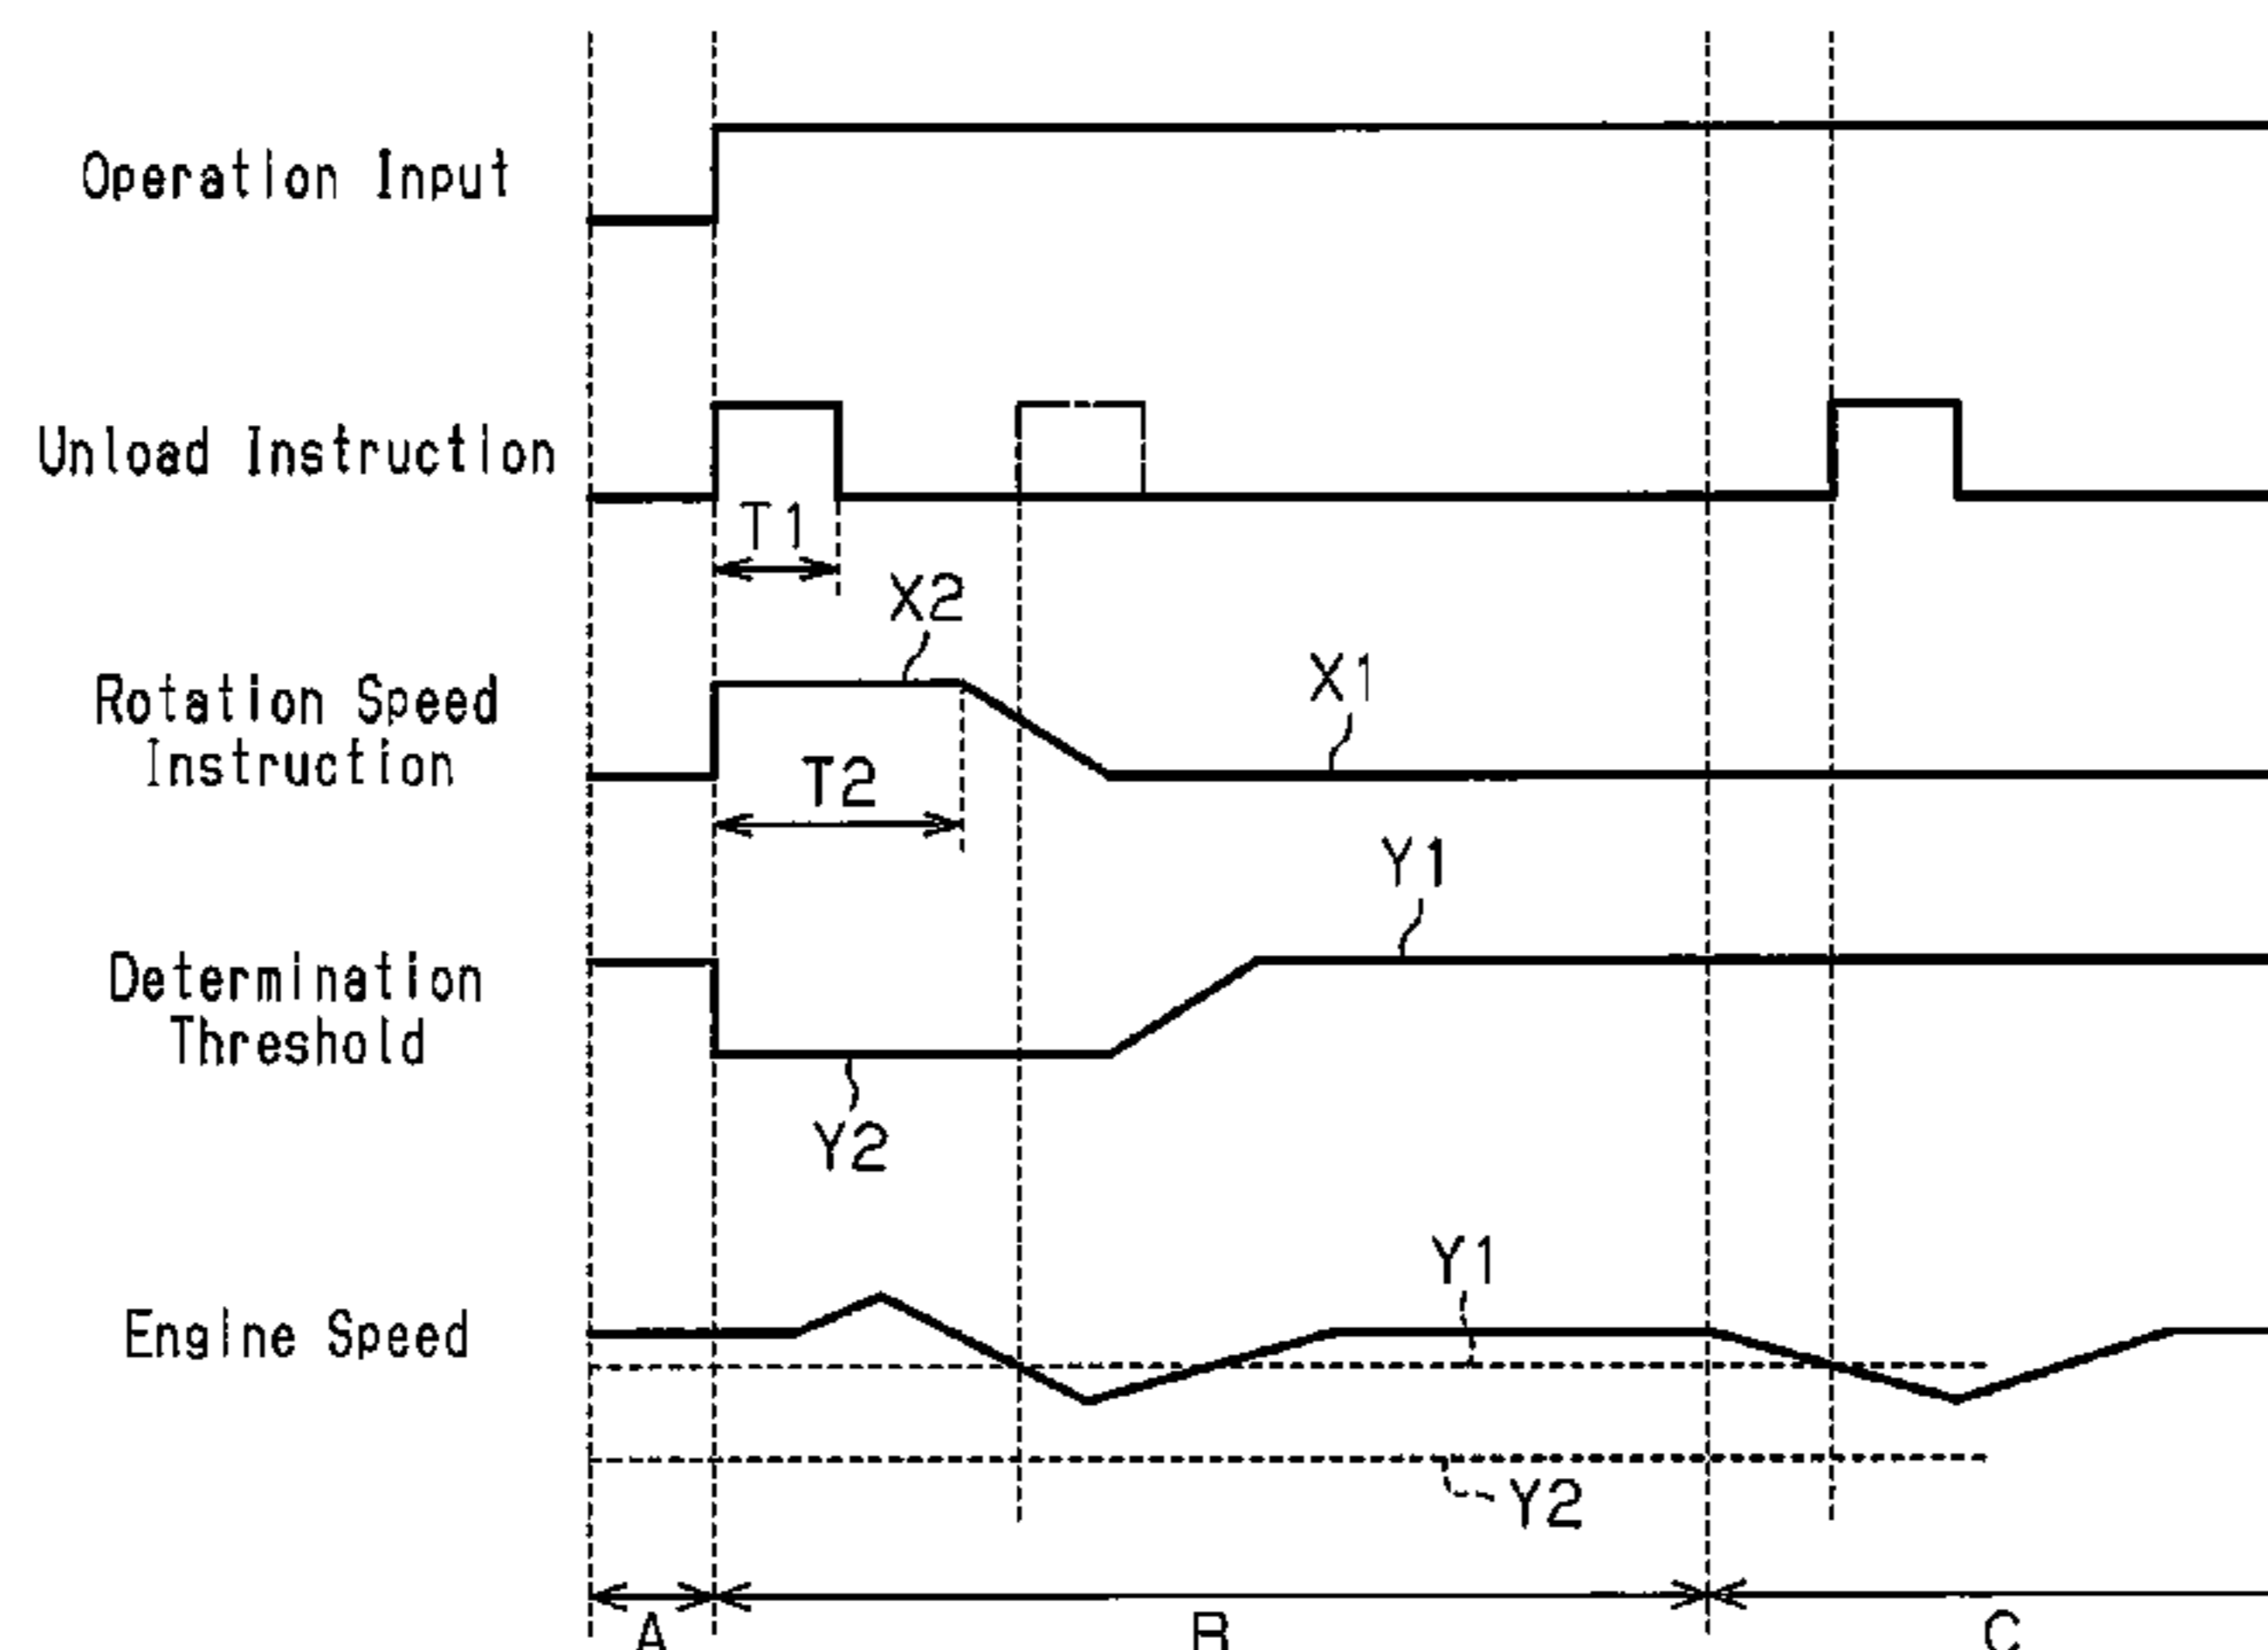 Operation Input
Unload Instruction
T1
X2
Rotation Speed
Instruction
X1
T2
Y1
Determination
Threshold
Y2
Y1
Engine Speed
Y2
A
B
C